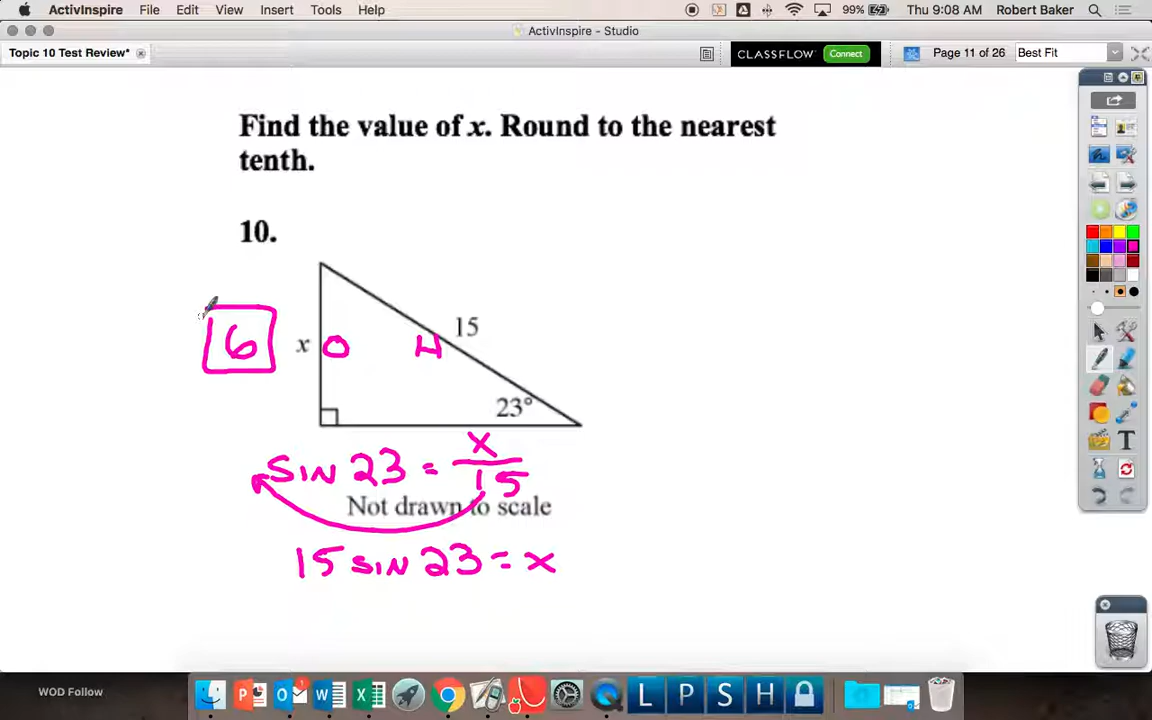 ActivInspire File Edit View Insert Tools Help 99% Thu 9:08 AM Robert Baker
ActivInspire - Studio
Topic 10 Test Review* CLASSFLOW Connect Page 11 of 26 Best Fit
Find the value of x. Round to the nearest
tenth.
10.
15
6 x O H
23°
sin 23 = x/15
Not drawn to scale
15 sin 23 = x
WOD Follow
L P S H